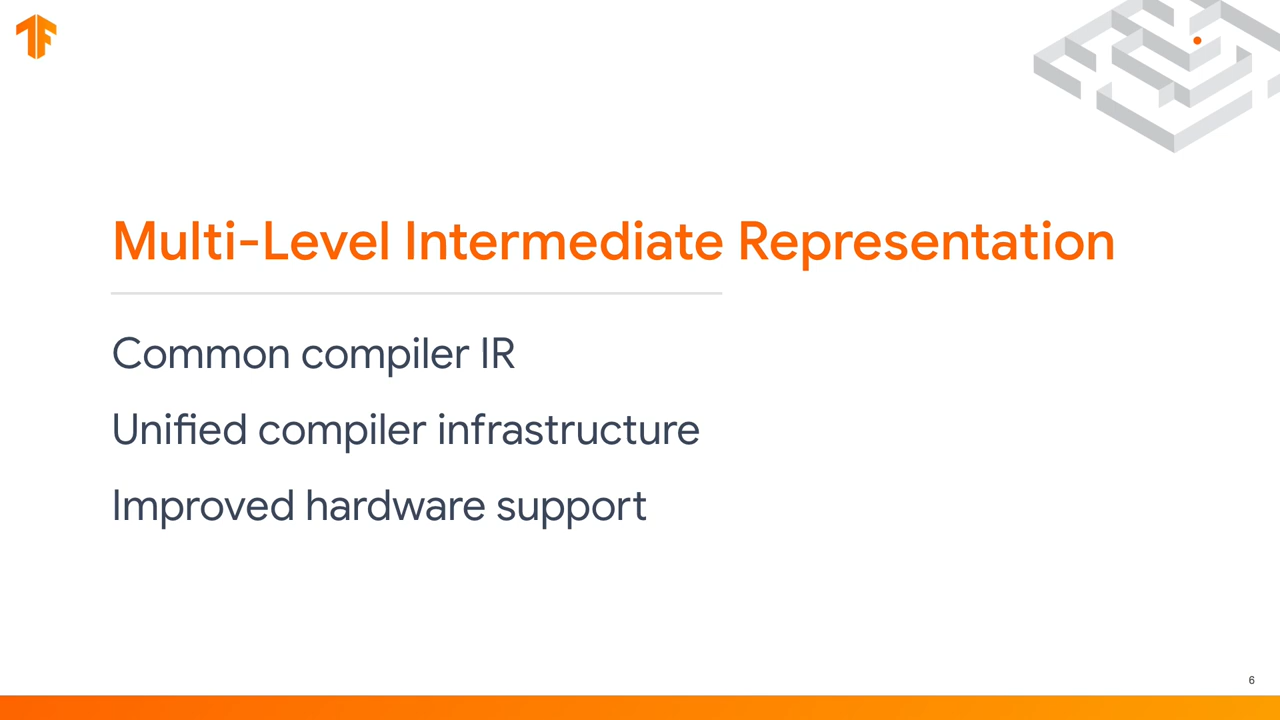 Multi-Level Intermediate Representation
Common compiler IR
Unified compiler infrastructure
Improved hardware support
6